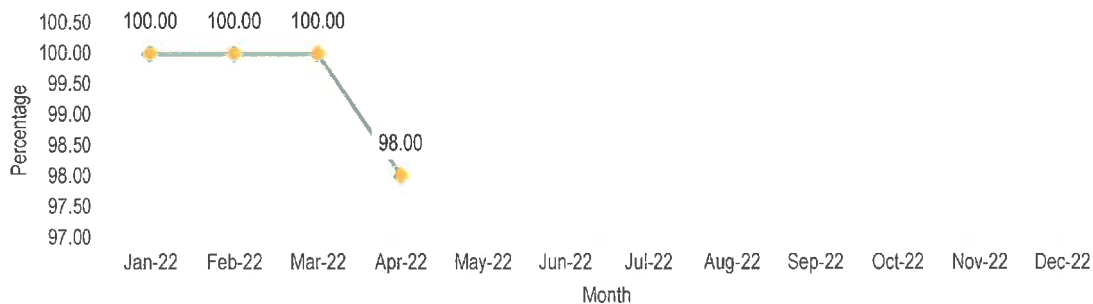 100.50 100.00 100.00 100.00
100.00
99.50
99.00
98.50 98.00
98.00
97.50
97.00
Percentage
Jan-22 Feb-22 Mar-22 Apr-22 May-22 Jun-22 Jul-22 Aug-22 Sep-22 Oct-22 Nov-22 Dec-22
Month